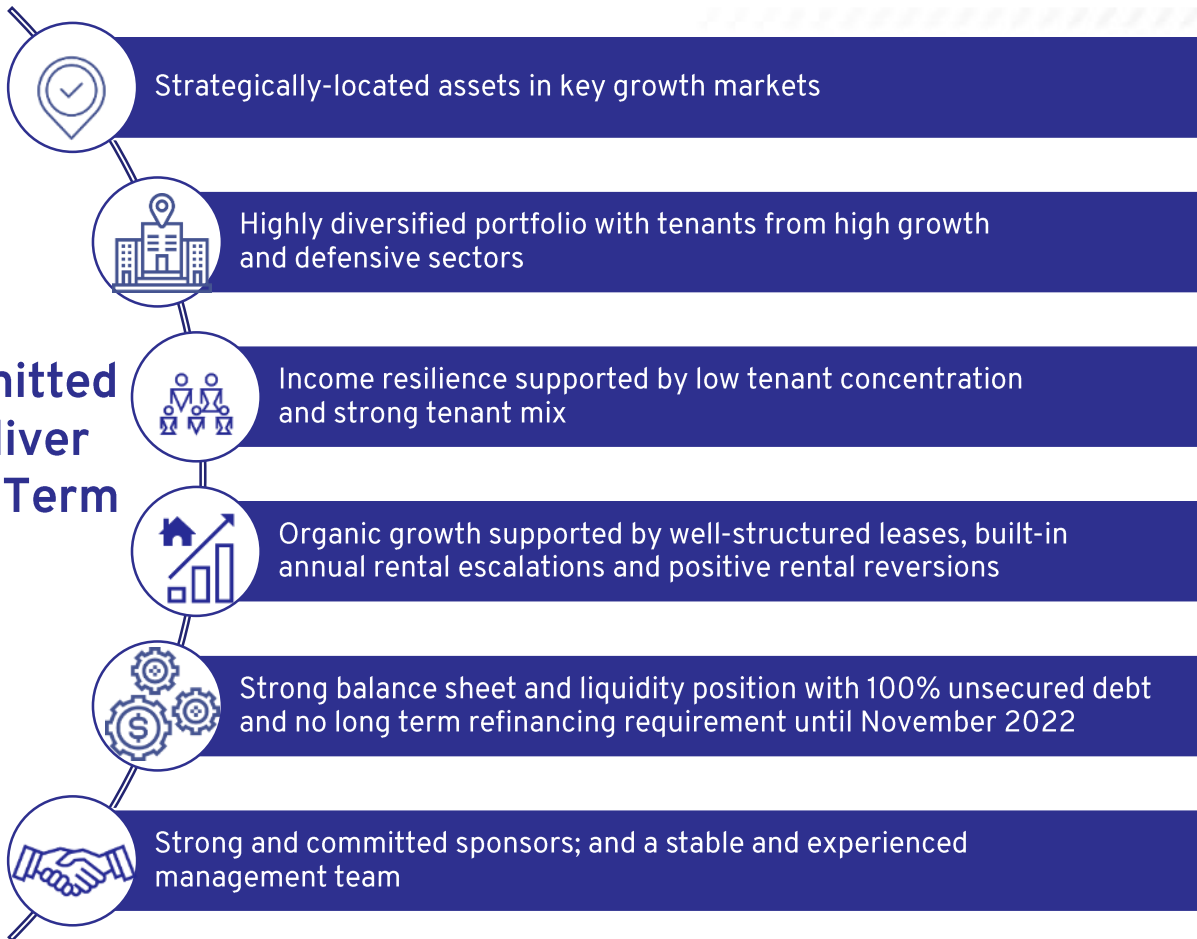 Strategically-located assets in key growth markets
Highly diversified portfolio with tenants from high growth
and defensive sectors
Income resilience supported by low tenant concentration
and strong tenant mix
Term
Organic growth supported by well-structured leases, built-in
annual rental escalations and positive rental reversions
$
Strong balance sheet and liquidity position with 100% unsecured debt
and no long term refinancing requirement until November 2022
Strong and committed sponsors; and a stable and experienced
management team